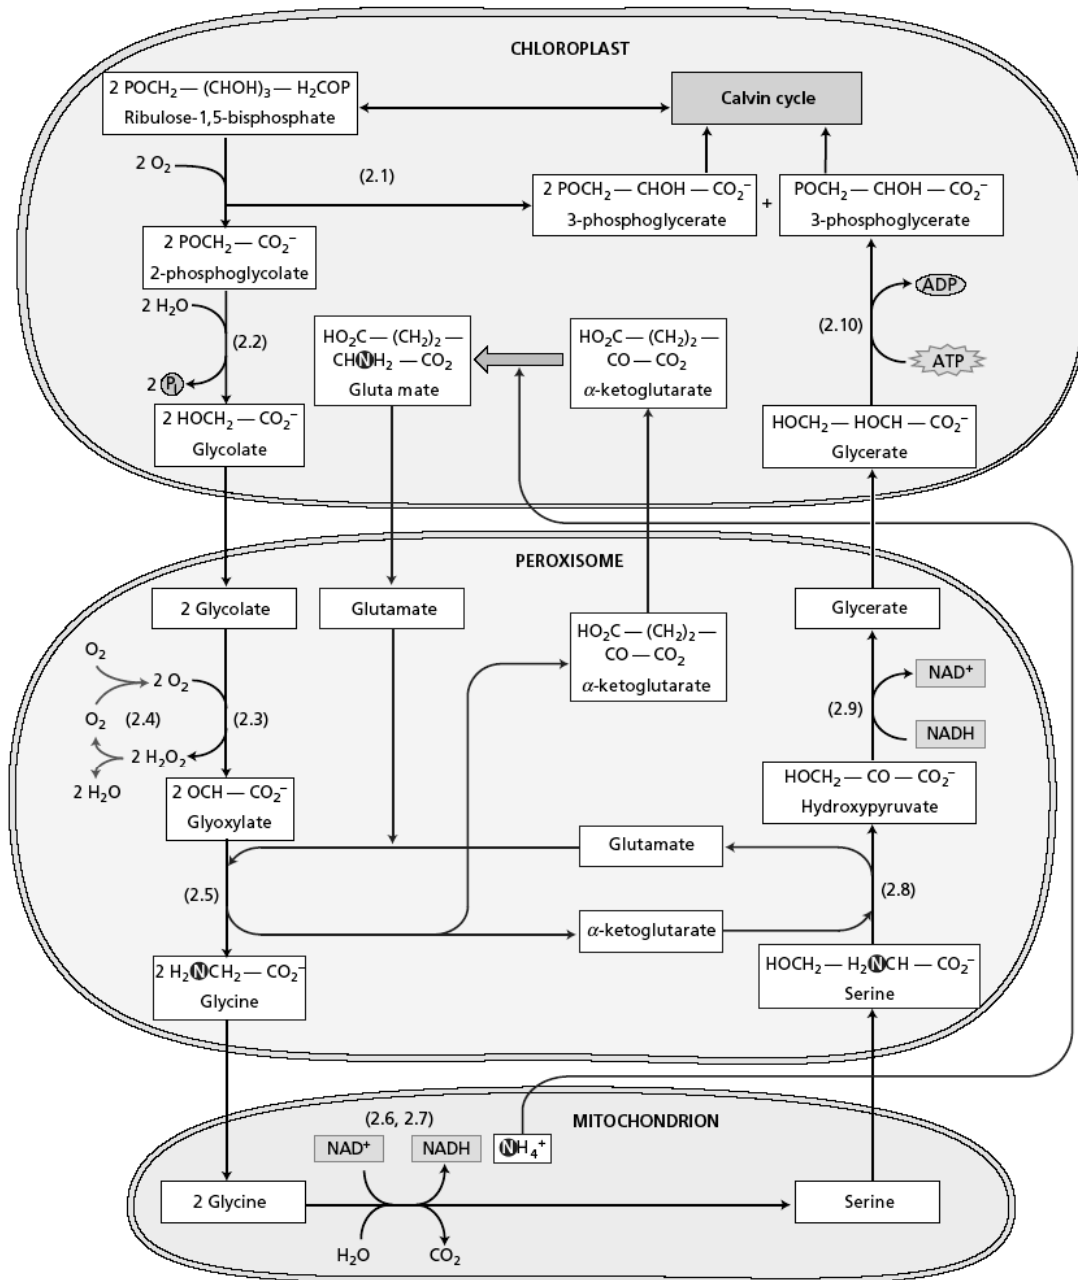 CHLOROPLAST
2 POCH₂ — (CHOH)₃ — H₂COP
Ribulose-1,5-bisphosphate
Calvin cycle
2 O₂
(2.1)
2 POCH₂ — CHOH — CO₂⁻
3-phosphoglycerate
+
POCH₂ — CHOH — CO₂⁻
3-phosphoglycerate
2 POCH₂ — CO₂⁻
2-phosphoglycolate
2 H₂O
(2.2)
2 Pᵢ
2 HOCH₂ — CO₂⁻
Glycolate
HO₂C — (CH₂)₂ —
CHNH₂ — CO₂
Gluta mate
HO₂C — (CH₂)₂ —
CO — CO₂
α-ketoglutarate
ADP
(2.10)
ATP
HOCH₂ — HOCH — CO₂⁻
Glycerate
PEROXISOME
2 Glycolate
Glutamate
HO₂C — (CH₂)₂ —
CO — CO₂
α-ketoglutarate
Glycerate
O₂
2 O₂
O₂
(2.4)
(2.3)
2 H₂O₂
2 H₂O
NAD⁺
(2.9)
NADH
2 OCH — CO₂⁻
Glyoxylate
HOCH₂ — CO — CO₂⁻
Hydroxypyruvate
Glutamate
(2.5)
(2.8)
α-ketoglutarate
2 H₂NCH₂ — CO₂⁻
Glycine
HOCH₂ — H₂NCH — CO₂⁻
Serine
MITOCHONDRION
(2.6, 2.7)
NAD⁺
NADH
NH₄⁺
2 Glycine
Serine
H₂O
CO₂